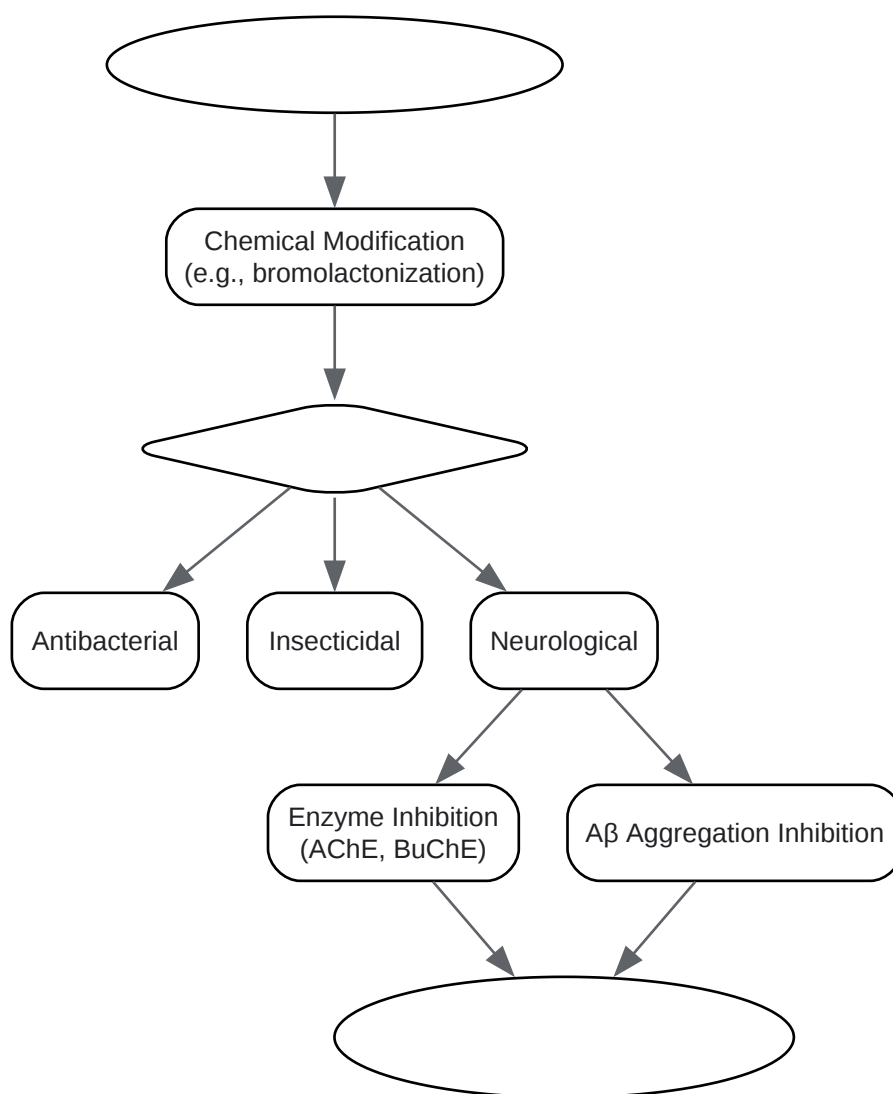 Chemical Modification
(e.g., bromolactonization)
Antibacterial
Insecticidal
Neurological
Enzyme Inhibition
(AChE, BuChE)
Aβ Aggregation Inhibition